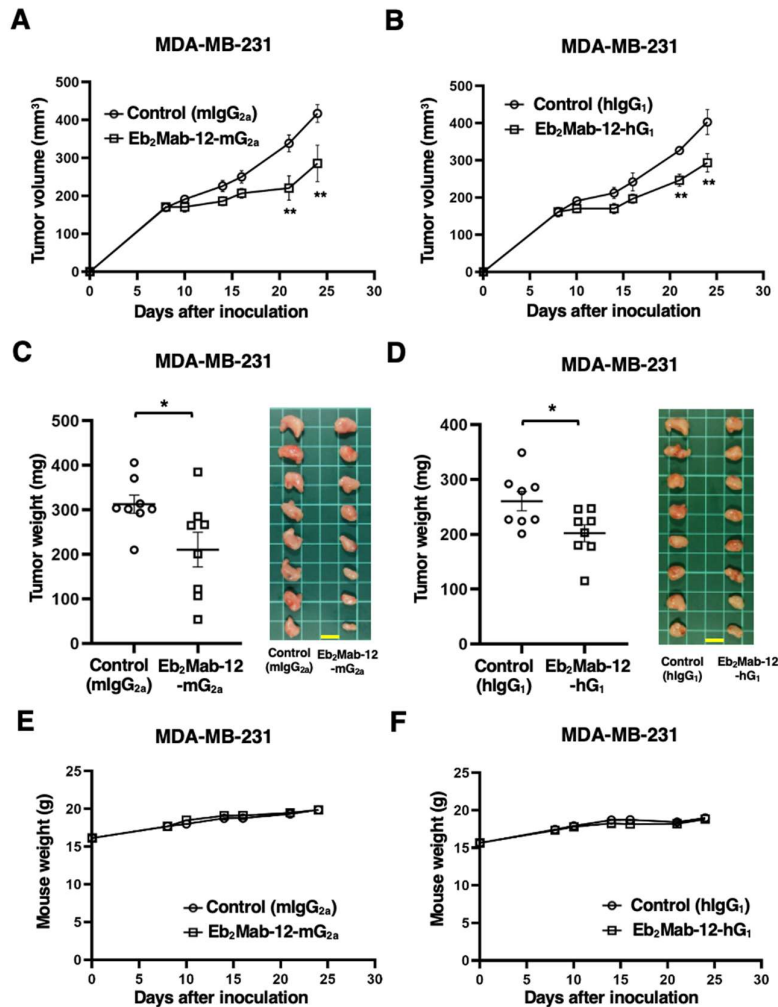 A
MDA-MB-231
Tumor volume (mm³)
500
400
300
200
100
0
Control (mIgG₂ₐ)
Eb₂Mab-12-mG₂ₐ
**
**
0
5
10
15
20
25
30
Days after inoculation
B
MDA-MB-231
Tumor volume (mm³)
500
400
300
200
100
0
Control (hIgG₁)
Eb₂Mab-12-hG₁
**
**
0
5
10
15
20
25
30
Days after inoculation
C
MDA-MB-231
Tumor weight (mg)
500
400
300
200
100
0
*
Control
(mIgG₂ₐ)
Eb₂Mab-12
-mG₂ₐ
Control
(mIgG₂ₐ)
Eb₂Mab-12
-mG₂ₐ
D
MDA-MB-231
Tumor weight (mg)
400
300
200
100
0
*
Control
(hIgG₁)
Eb₂Mab-12
-hG₁
Control
(hIgG₁)
Eb₂Mab-12
-hG₁
E
MDA-MB-231
Mouse weight (g)
25
20
15
10
5
0
Control (mIgG₂ₐ)
Eb₂Mab-12-mG₂ₐ
0
5
10
15
20
25
30
Days after inoculation
F
MDA-MB-231
Mouse weight (g)
25
20
15
10
5
0
Control (hIgG₁)
Eb₂Mab-12-hG₁
0
5
10
15
20
25
30
Days after inoculation